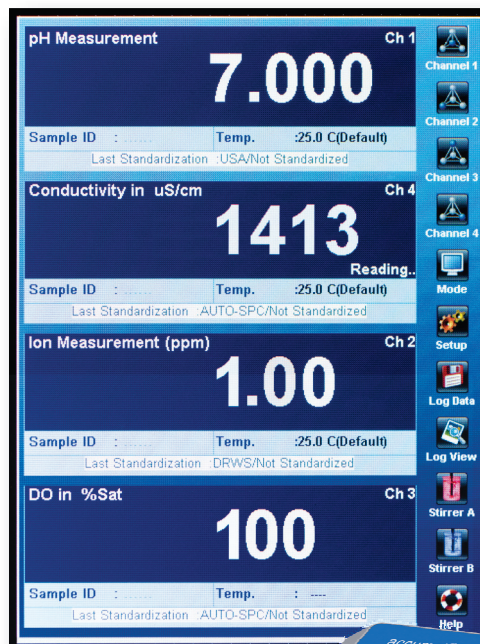 pH Measurement Ch 1
7.000
Sample ID : ...... Temp. :25.0 C(Default)
Last Standardization :USA/Not Standardized
Conductivity in uS/cm Ch 4
1413
Reading..
Sample ID : ...... Temp. :25.0 C(Default)
Last Standardization :AUTO-SPC/Not Standardized
Ion Measurement (ppm) Ch 2
1.00
Sample ID : ...... Temp. :25.0 C(Default)
Last Standardization :DRWS/Not Standardized
DO in %Sat Ch 3
100
Sample ID : ...... Temp. : ----
Last Standardization :AUTO-SPC/Not Standardized
Channel 1
Channel 2
Channel 3
Channel 4
Mode
Setup
Log Data
Log View
Stirrer A
Stirrer B
Help